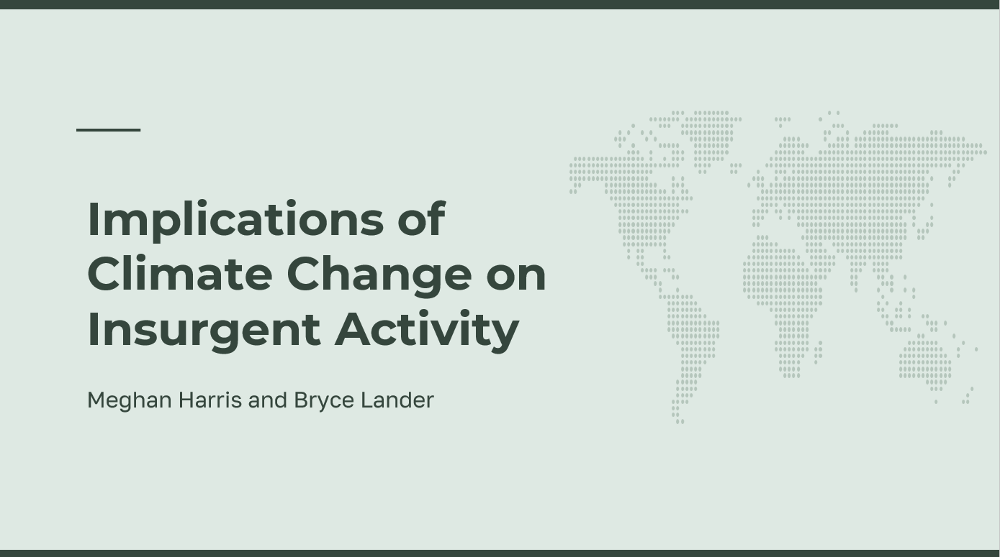 Implications of
Climate Change on
Insurgent Activity
Meghan Harris and Bryce Lander